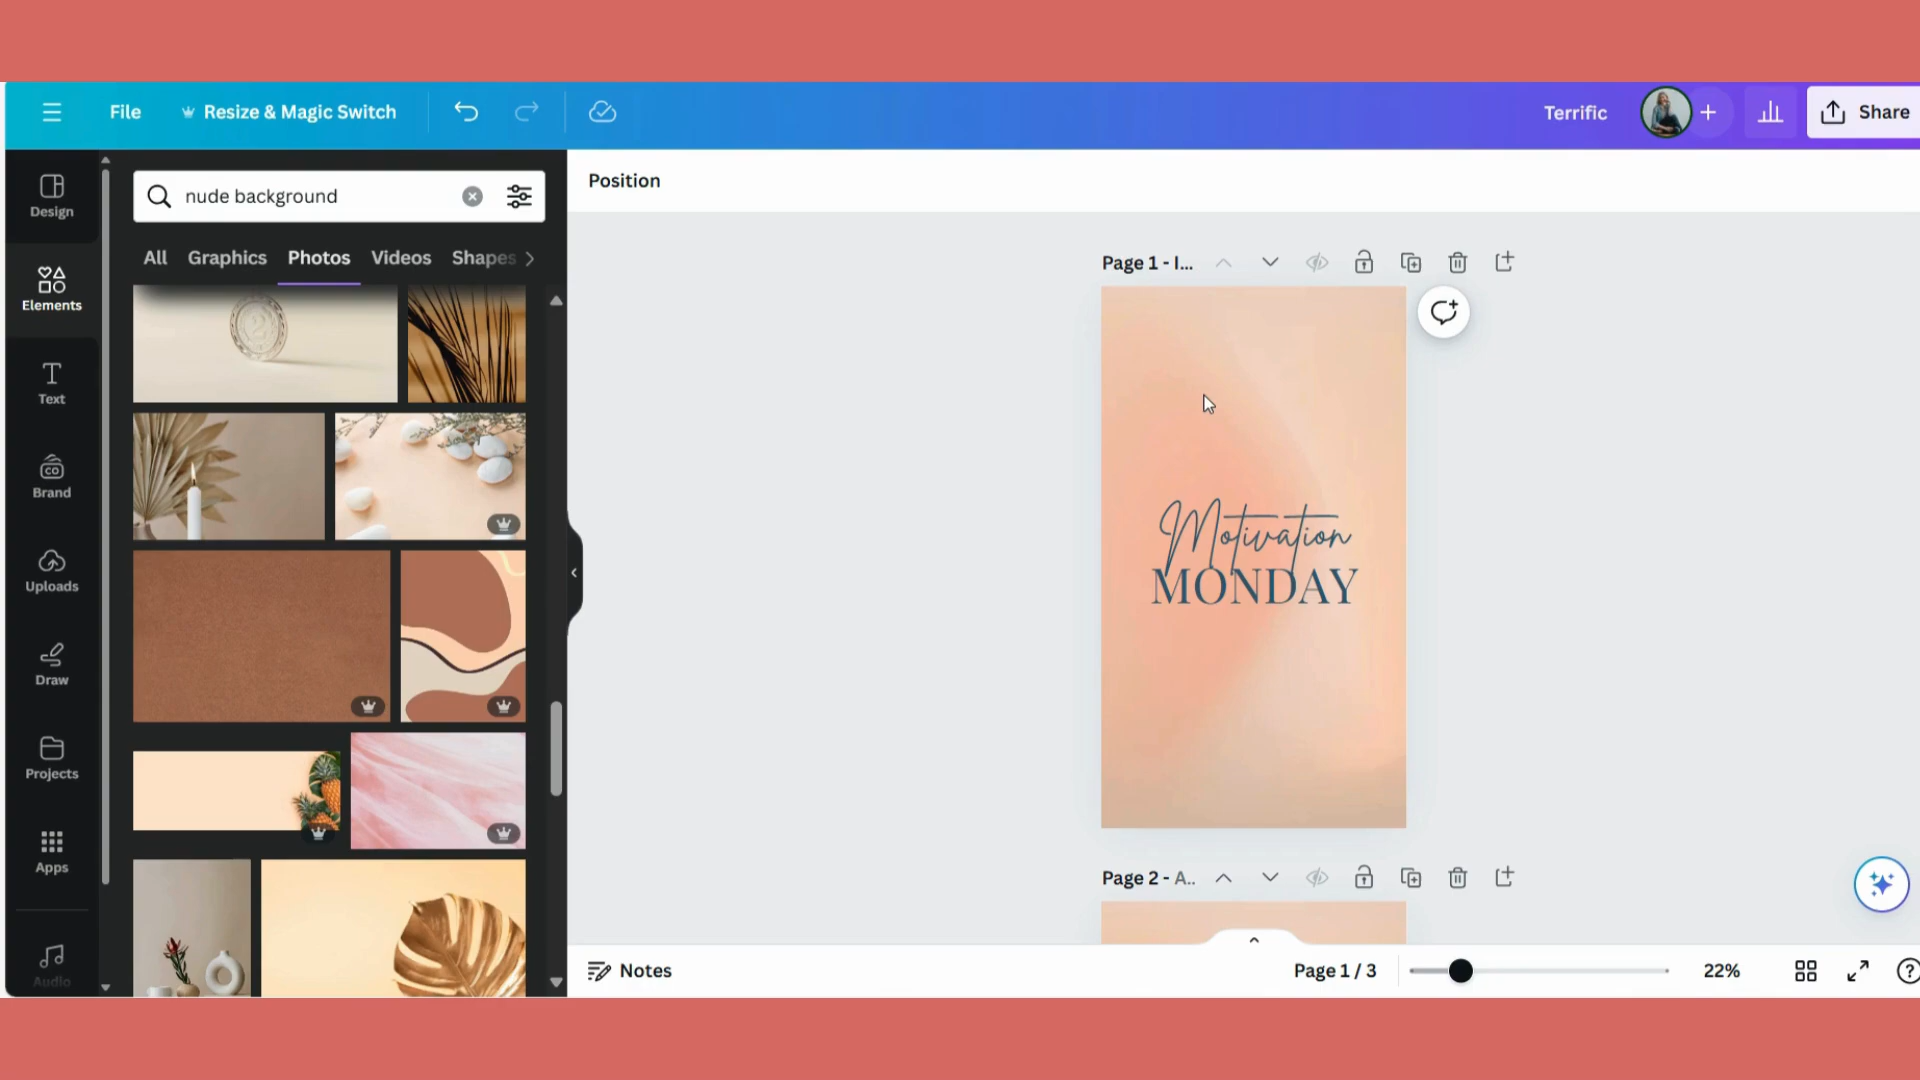 File
Resize & Magic Switch
Terrific
Share
Design
Elements
Text
Brand
Uploads
Draw
Projects
Apps
Audio
nude background
All Graphics Photos Videos Shapes
Position
Page 1 - I...
Motivation
MONDAY
Page 2 - A..
Notes
Page 1 / 3
22%